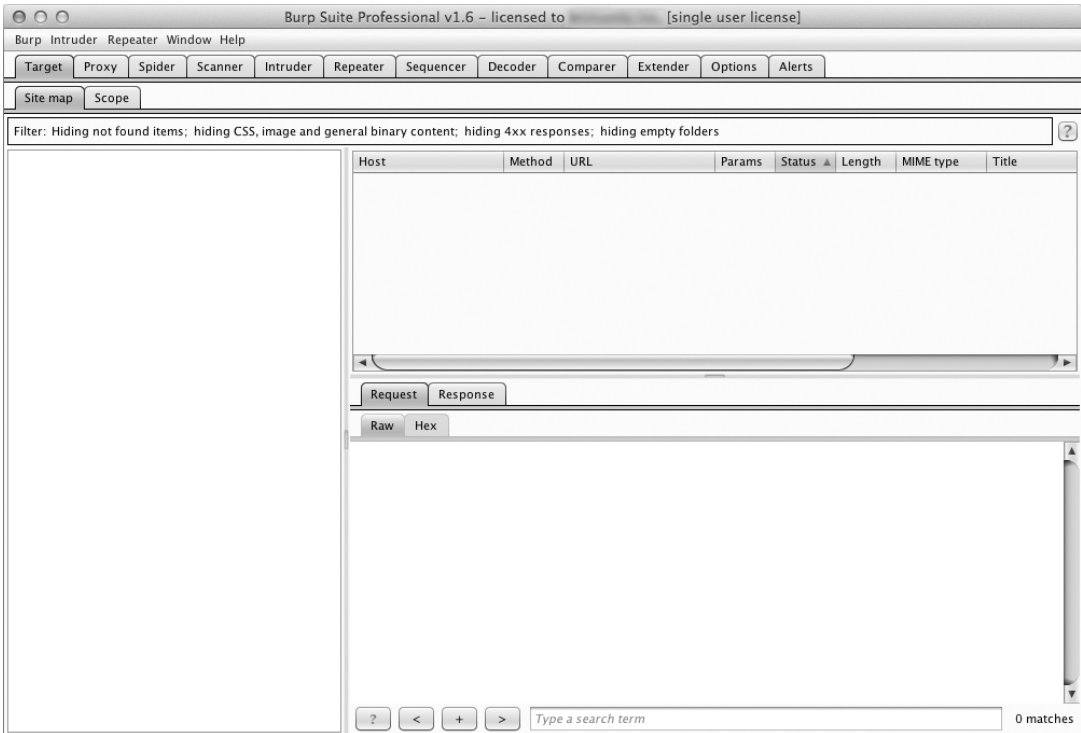 Burp Suite Professional v1.6 – licensed to [single user license]
Burp Intruder Repeater Window Help
Target Proxy Spider Scanner Intruder Repeater Sequencer Decoder Comparer Extender Options Alerts
Site map Scope
Filter: Hiding not found items; hiding CSS, image and general binary content; hiding 4xx responses; hiding empty folders ?
Host Method URL Params Status ▲ Length MIME type Title
Request Response
Raw Hex
? < + > Type a search term 0 matches